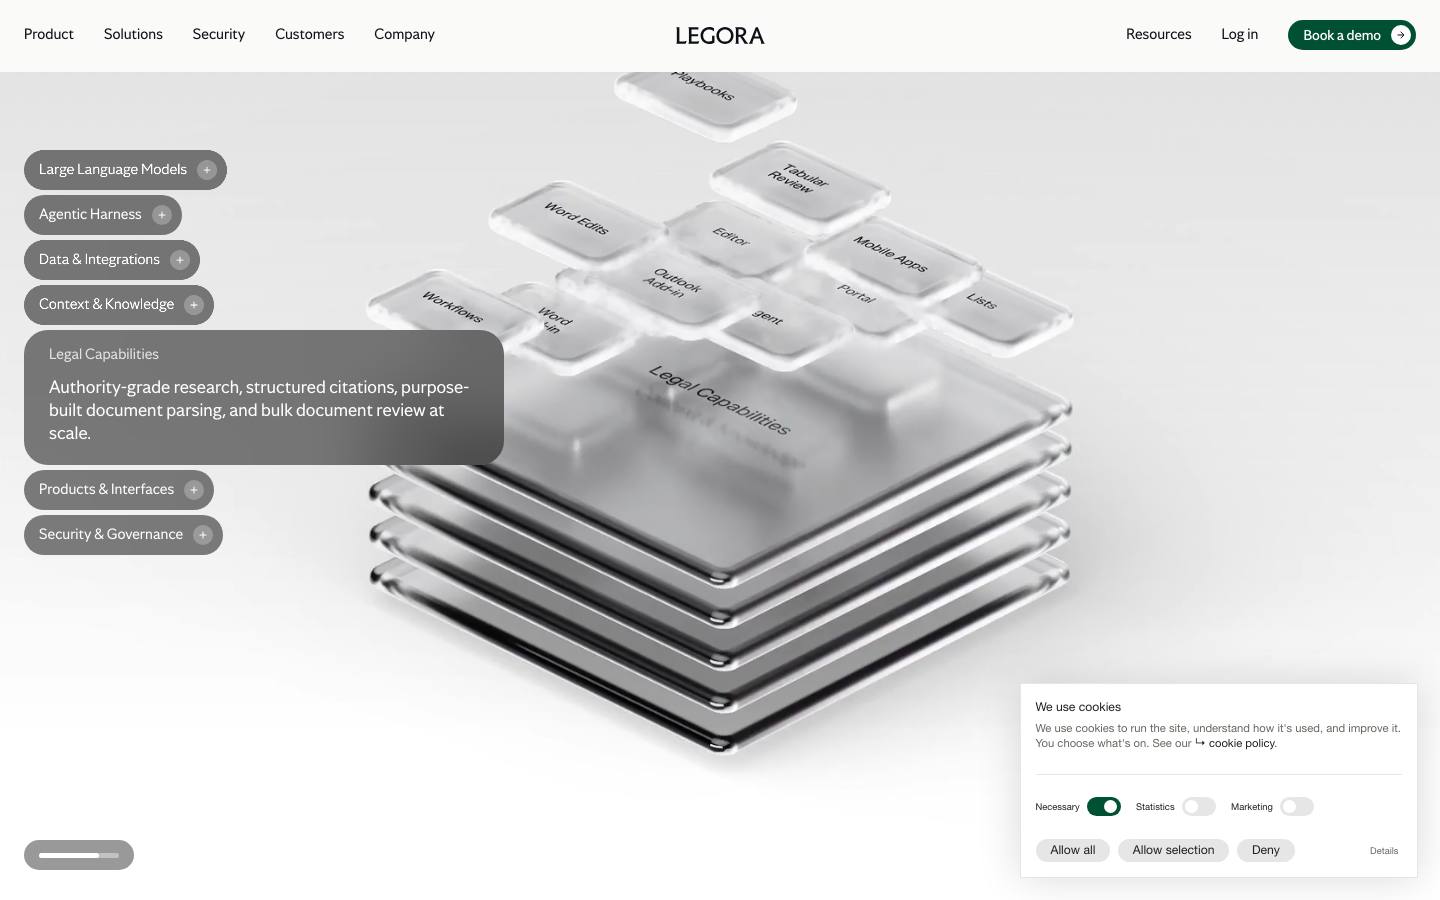 Product
Solutions
Security
Customers
Company
LEGORA
Resources
Log in
Book a demo
Playbooks
Tabular
Review
Word Edits
Editor
Mobile Apps
Outlook
Add-in
Portal
Lists
Workflows
Word
Legal Capabilities
Large Language Models
Agentic Harness
Data & Integrations
Context & Knowledge
Legal Capabilities
Authority-grade research, structured citations, purpose-
built document parsing, and bulk document review at
scale.
Products & Interfaces
Security & Governance
We use cookies
We use cookies to run the site, understand how it's used, and improve it.
You choose what's on. See our ↳ cookie policy.
Necessary
Statistics
Marketing
Allow all
Allow selection
Deny
Details